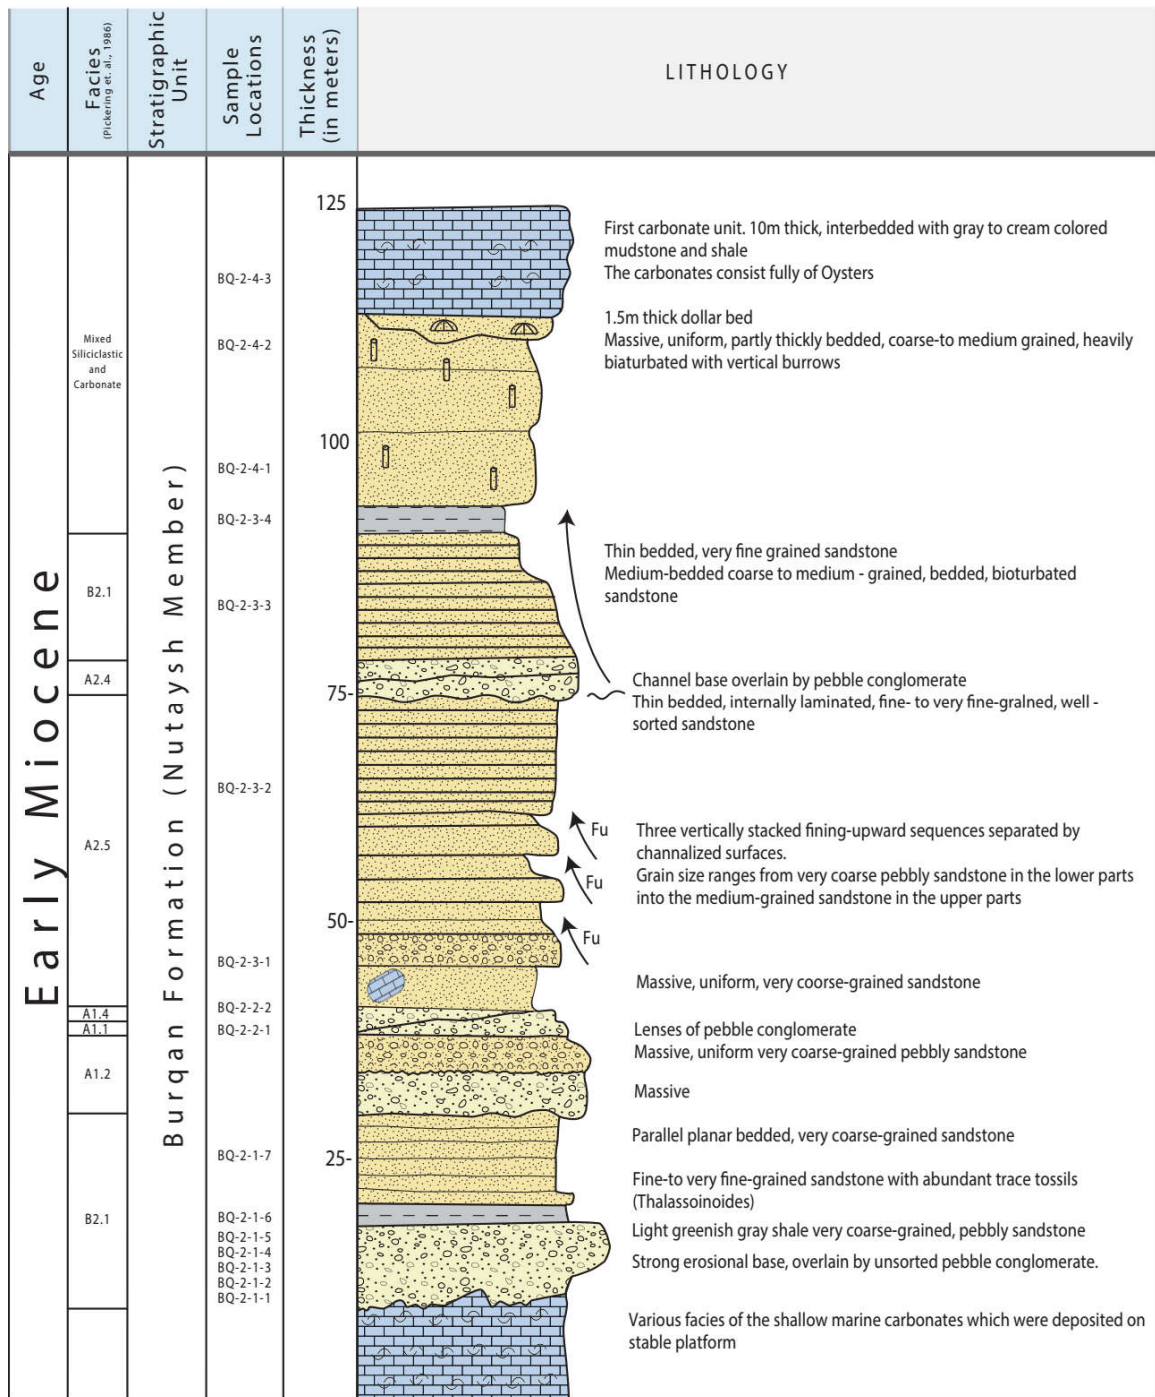 Age
Facies
(Pickering et. al., 1986)
Stratigraphic
Unit
Sample
Locations
Thickness
(in meters)
LITHOLOGY
Early Miocene
Mixed
Siliciclastic
and
Carbonate
B2.1
A2.4
A2.5
A1.4
A1.1
A1.2
B2.1
Burqan Formation (Nutaysh Member)
BQ-2-4-3
BQ-2-4-2
BQ-2-4-1
BQ-2-3-4
BQ-2-3-3
BQ-2-3-2
BQ-2-3-1
BQ-2-2-2
BQ-2-2-1
BQ-2-1-7
BQ-2-1-6
BQ-2-1-5
BQ-2-1-4
BQ-2-1-3
BQ-2-1-2
BQ-2-1-1
125
100
75-
50-
25-
Fu
Fu
Fu
First carbonate unit. 10m thick, interbedded with gray to cream colored
mudstone and shale
The carbonates consist fully of Oysters
1.5m thick dollar bed
Massive, uniform, partly thickly bedded, coarse-to medium grained, heavily
biaturbated with vertical burrows
Thin bedded, very fine grained sandstone
Medium-bedded coarse to medium - grained, bedded, bioturbated
sandstone
Channel base overlain by pebble conglomerate
Thin bedded, internally laminated, fine- to very fine-gralned, well -
sorted sandstone
Three vertically stacked fining-upward sequences separated by
channalized surfaces.
Grain size ranges from very coarse pebbly sandstone in the lower parts
into the medium-grained sandstone in the upper parts
Massive, uniform, very coorse-grained sandstone
Lenses of pebble conglomerate
Massive, uniform very coarse-grained pebbly sandstone
Massive
Parallel planar bedded, very coarse-grained sandstone
Fine-to very fine-grained sandstone with abundant trace tossils
(Thalassoinoides)
Light greenish gray shale very coarse-grained, pebbly sandstone
Strong erosional base, overlain by unsorted pebble conglomerate.
Various facies of the shallow marine carbonates which were deposited on
stable platform